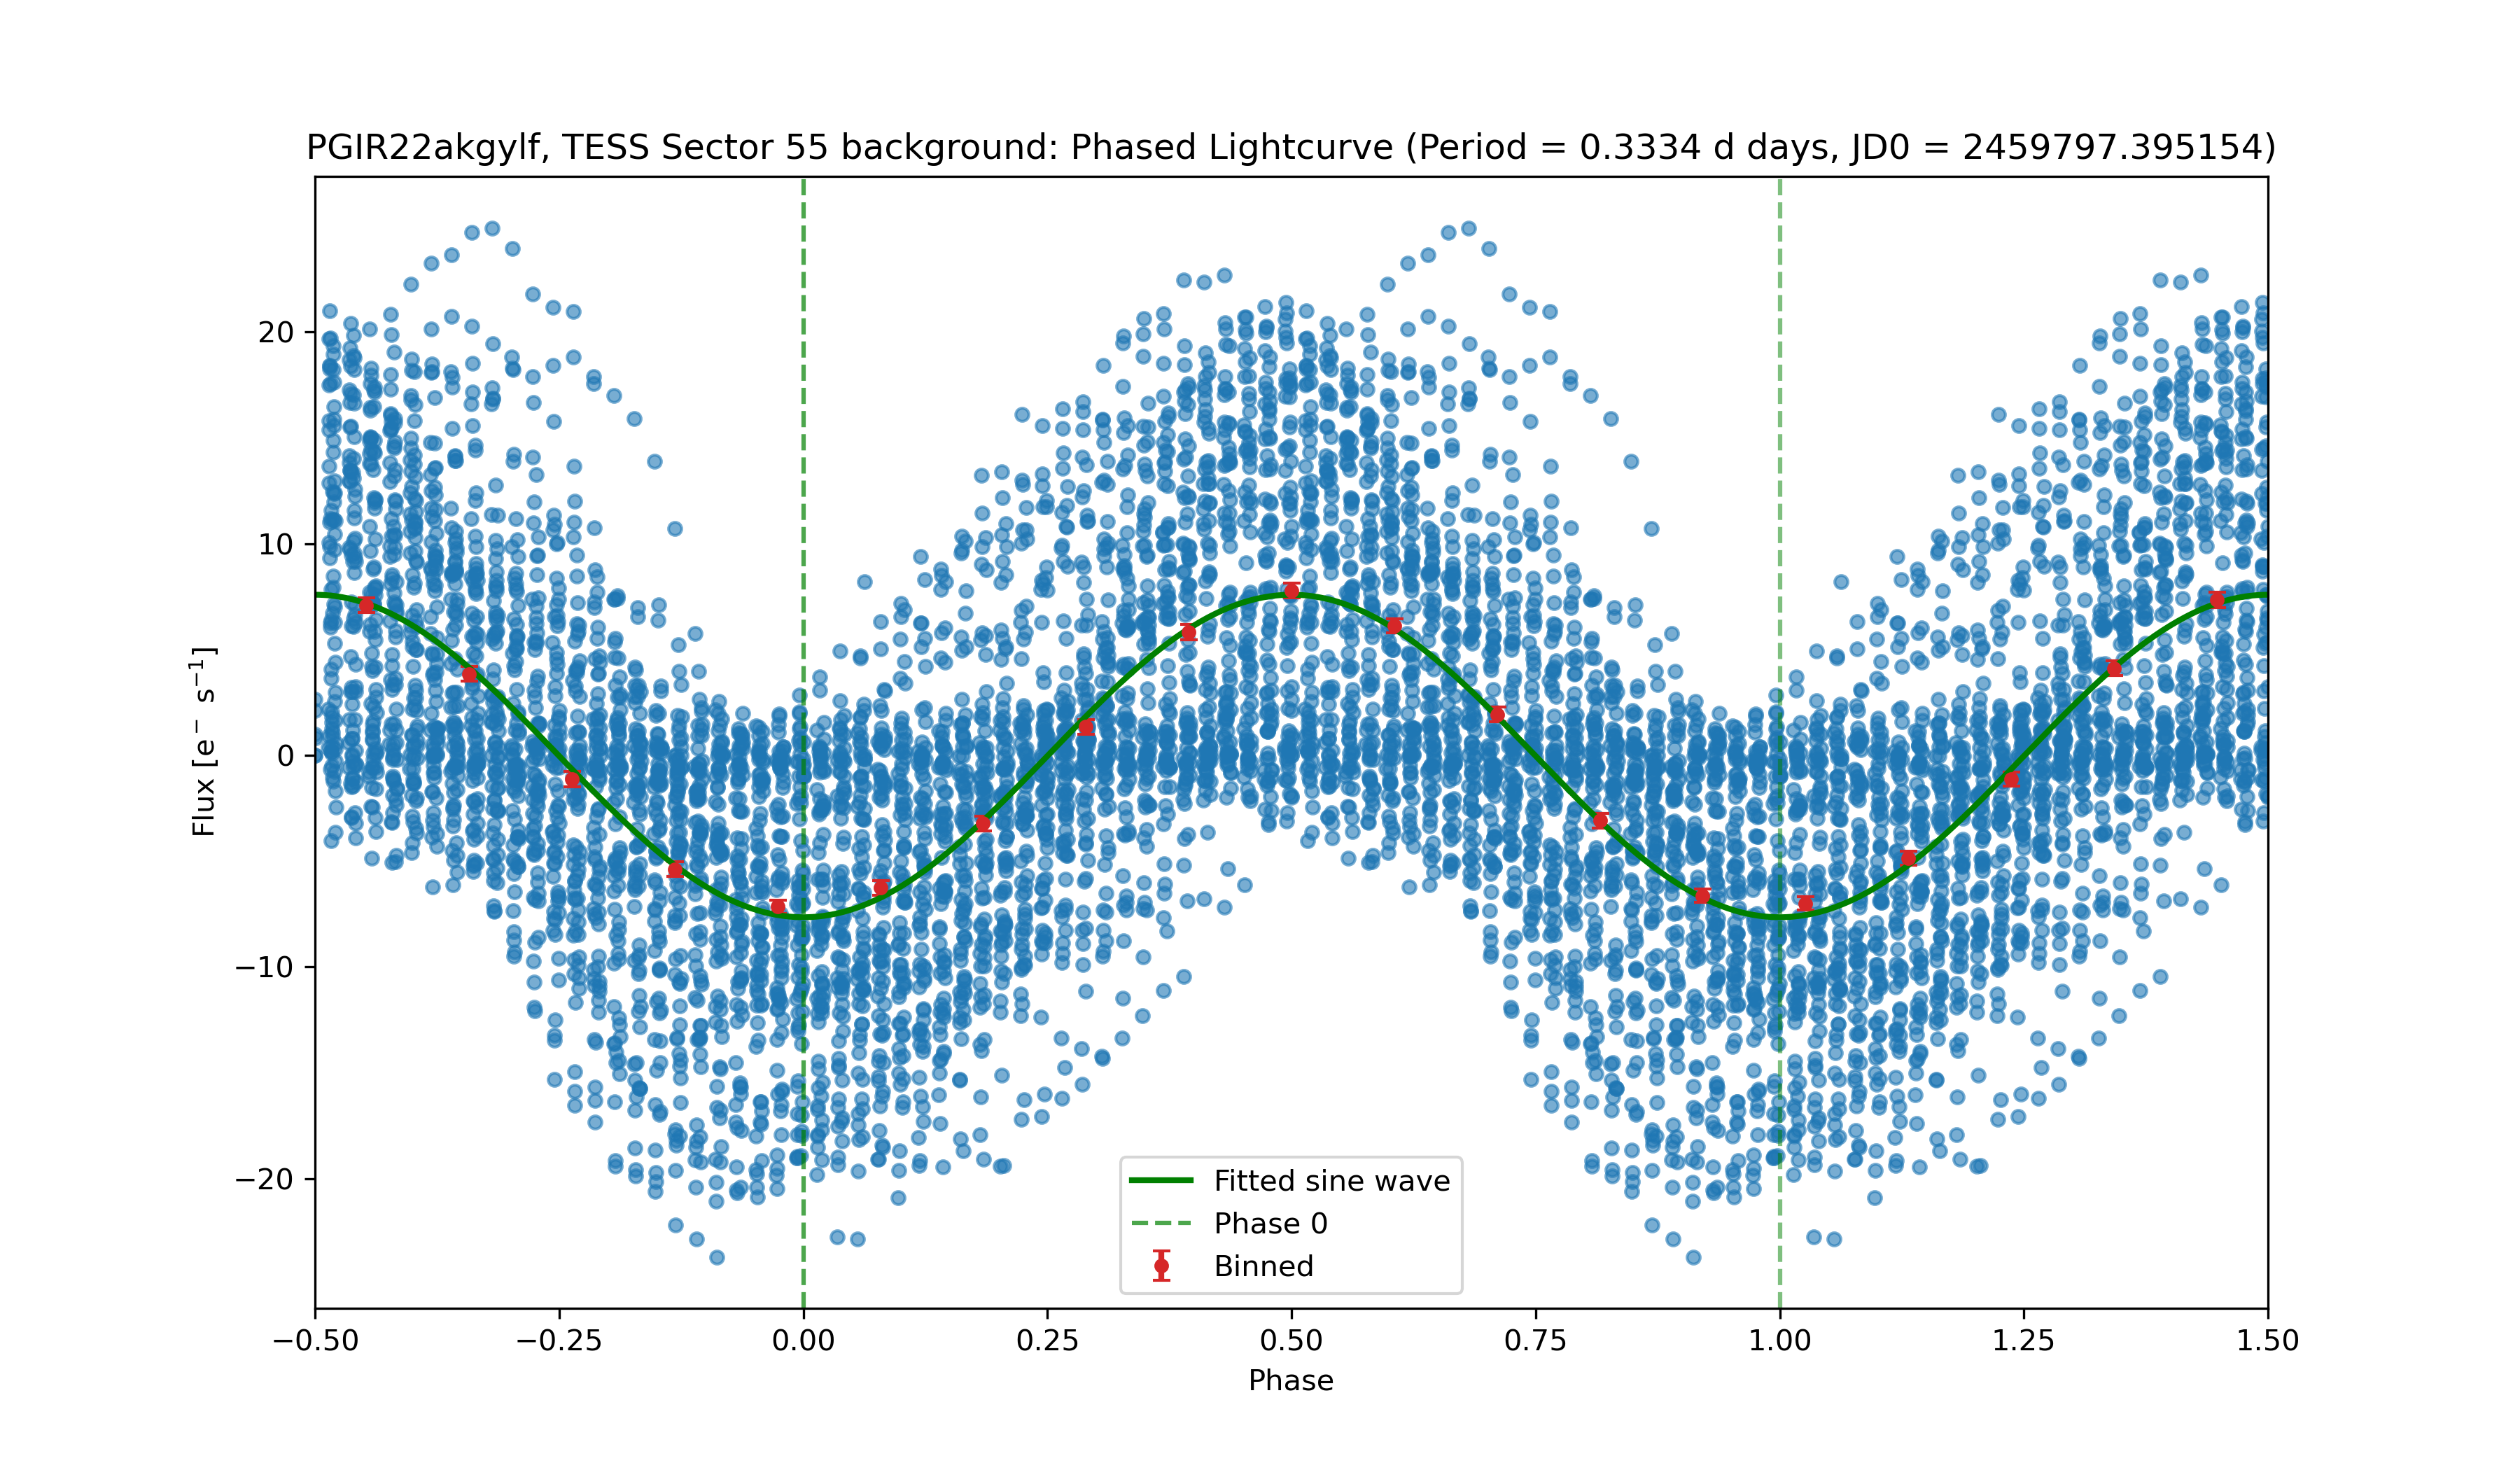 PGIR22akgylf, TESS Sector 55 background: Phased Lightcurve (Period = 0.3334 d days, JD0 = 2459797.395154)
Flux [e⁻ s⁻¹]
20
10
0
−10
−20
Fitted sine wave
Phase 0
Binned
−0.50 −0.25 0.00 0.25 0.50 0.75 1.00 1.25 1.50
Phase